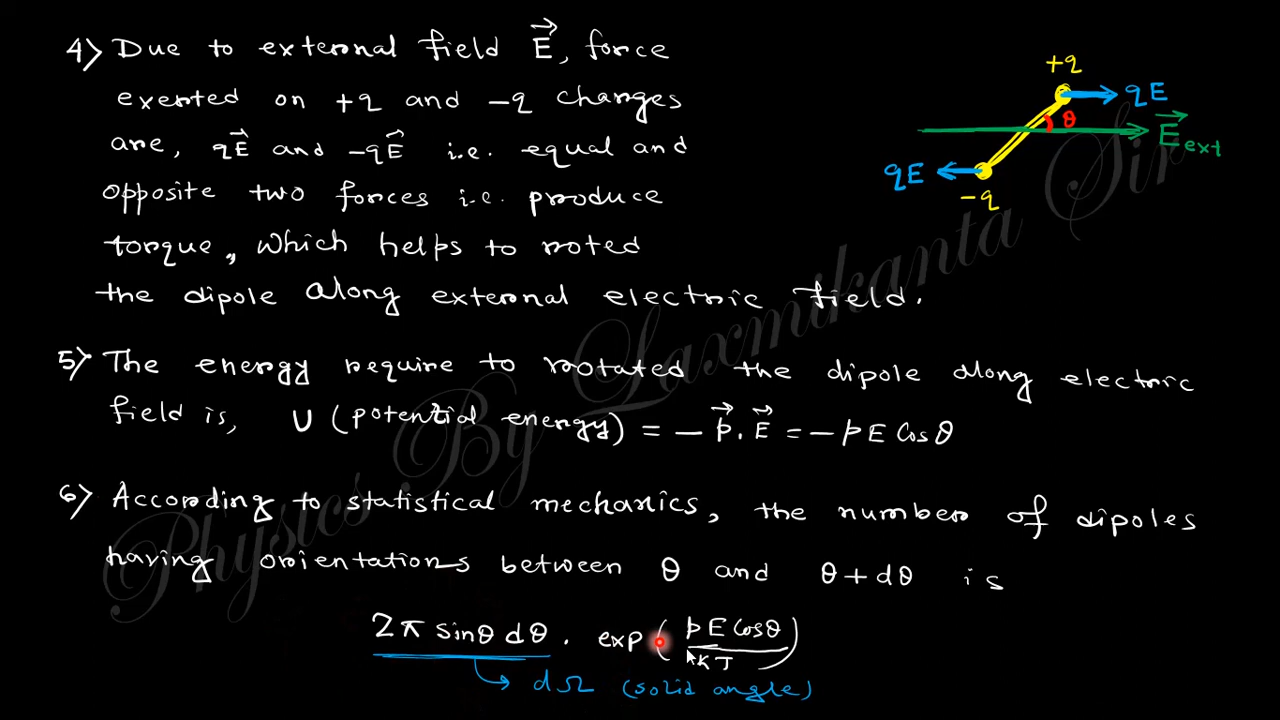 4) Due to external field E⃗, force
exerted on +q and -q changes
are, qE⃗ and -qE⃗ i.e. equal and
opposite two forces i.e. produce
torque, which helps to roted
the dipole along external electric field.
+q
qE
θ
E⃗ext
qE
-q
5) The energy require to rotated the dipole along electric
field is, U (potential energy) = - p⃗.E⃗ = - pE Cosθ
6) According to statistical mechanics, the number of dipoles
having orientations between θ and θ+dθ is
2π sinθ dθ . exp (pE Cosθ / KT)
dΩ (solid angle)
Physics By Laxmikanta Sir